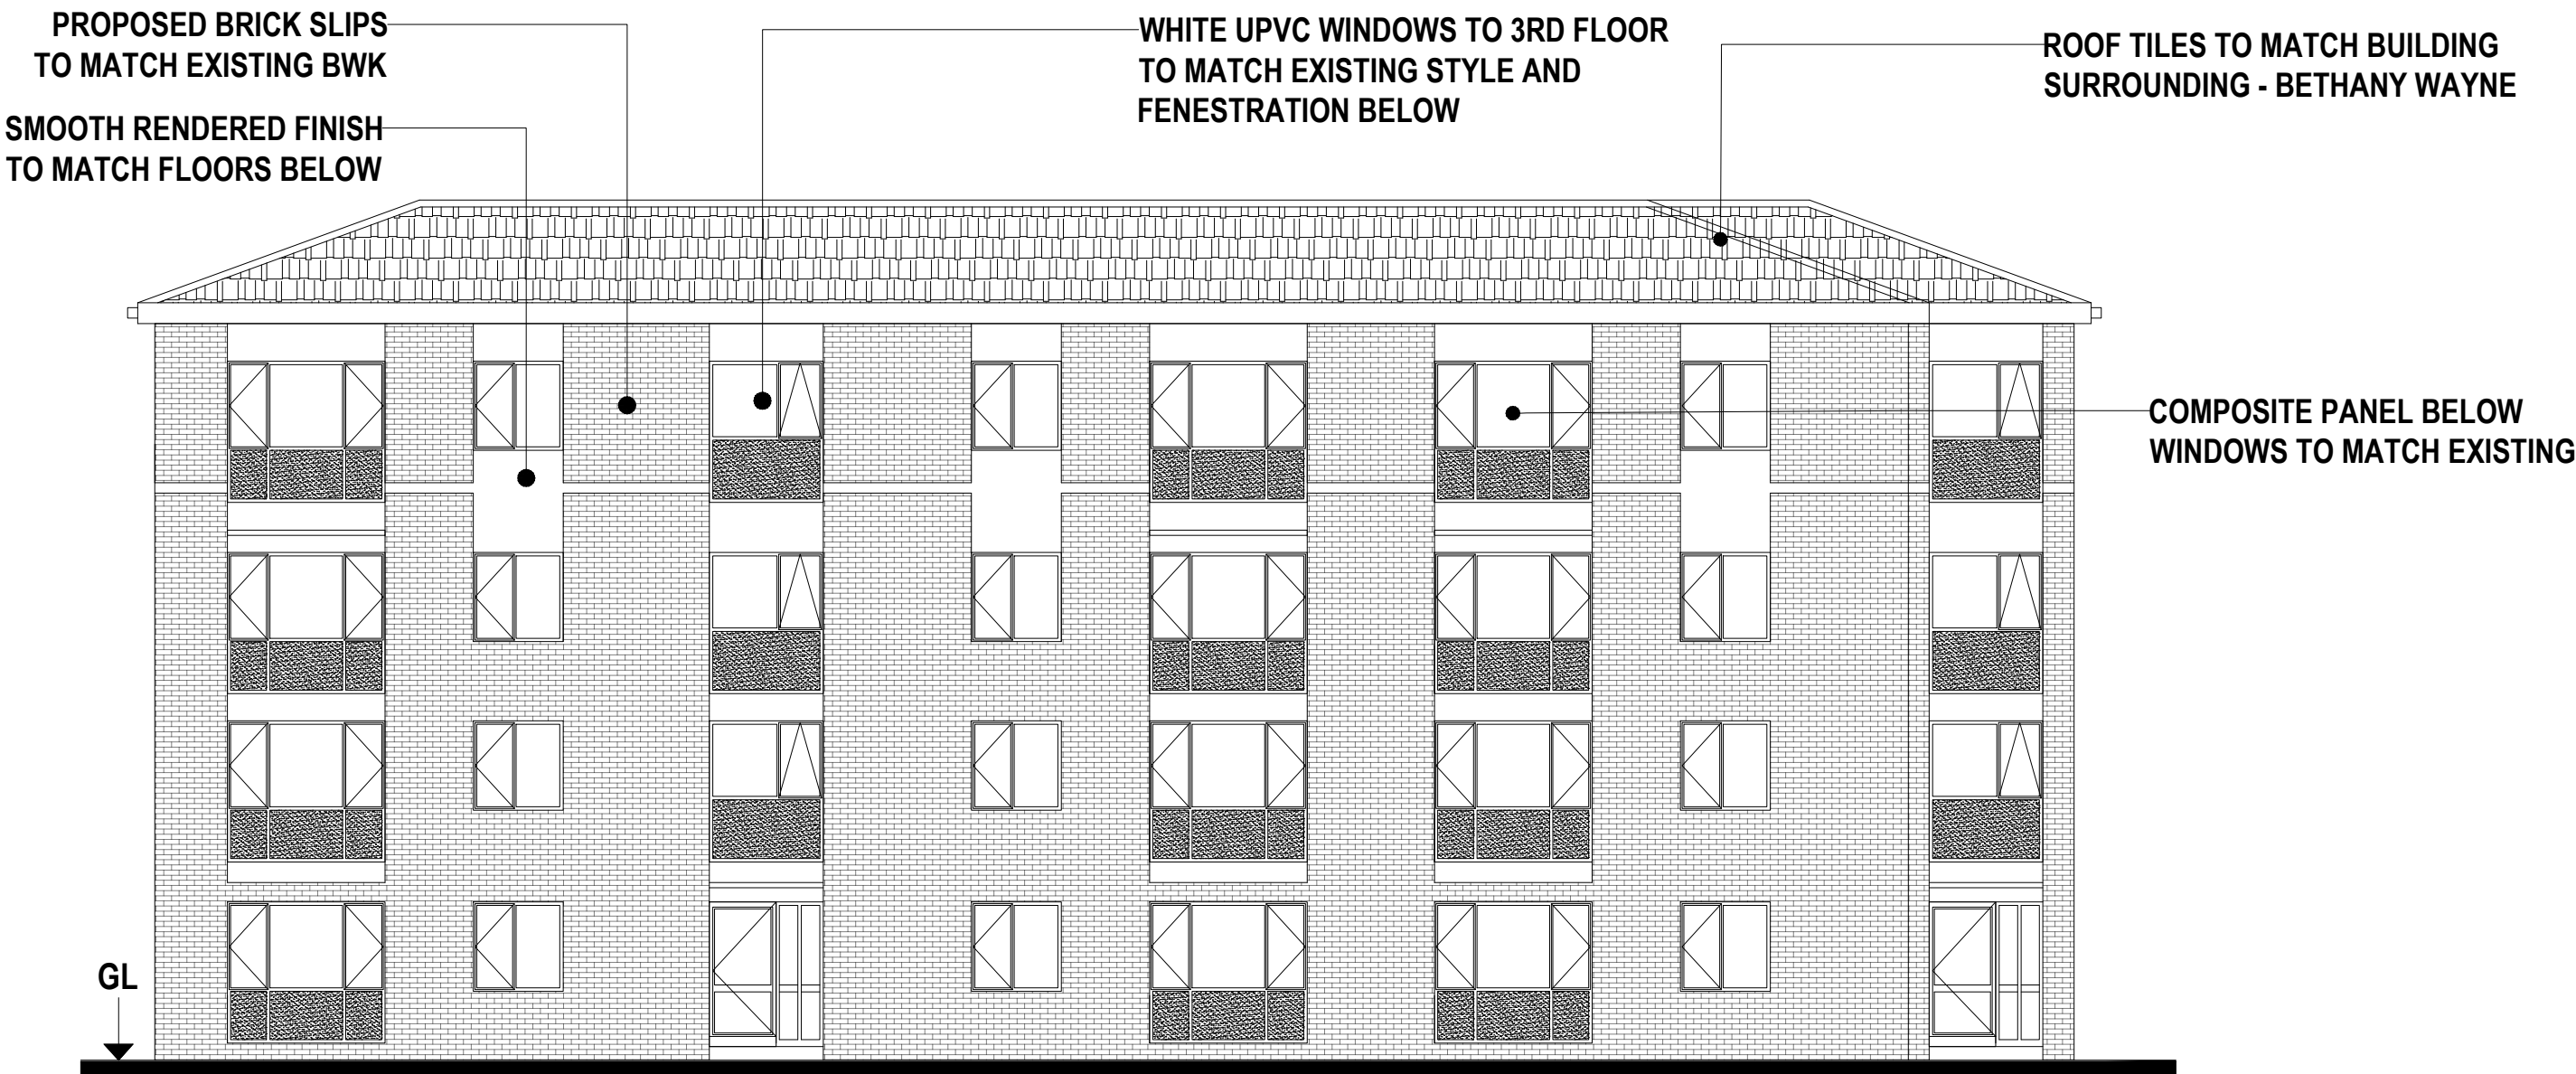 PROPOSED BRICK SLIPS
TO MATCH EXISTING BWK
SMOOTH RENDERED FINISH
TO MATCH FLOORS BELOW
WHITE UPVC WINDOWS TO 3RD FLOOR
TO MATCH EXISTING STYLE AND
FENESTRATION BELOW
ROOF TILES TO MATCH BUILDING
SURROUNDING - BETHANY WAYNE
COMPOSITE PANEL BELOW
WINDOWS TO MATCH EXISTING
GL